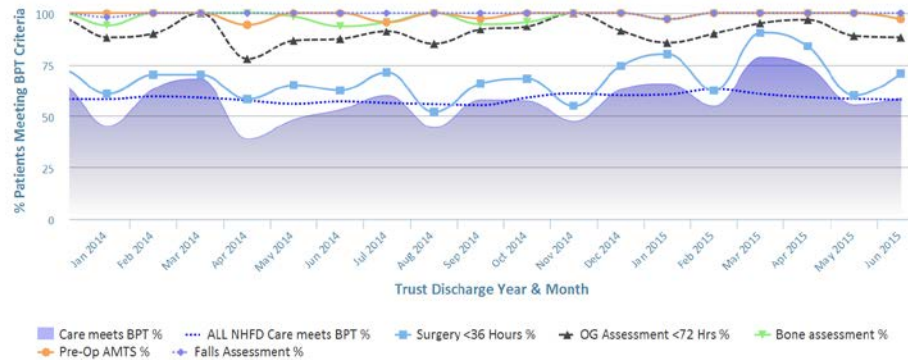 % Patients Meeting BPT Criteria
100
75
50
25
0
Jan 2014
Feb 2014
Mar 2014
Apr 2014
May 2014
Jun 2014
Jul 2014
Aug 2014
Sep 2014
Oct 2014
Nov 2014
Dec 2014
Jan 2015
Feb 2015
Mar 2015
Apr 2015
May 2015
Jun 2015
Trust Discharge Year & Month
Care meets BPT % ALL NHFD Care meets BPT % Surgery <36 Hours % OG Assessment <72 Hrs % Bone assessment %
Pre-Op AMTS % Falls Assessment %